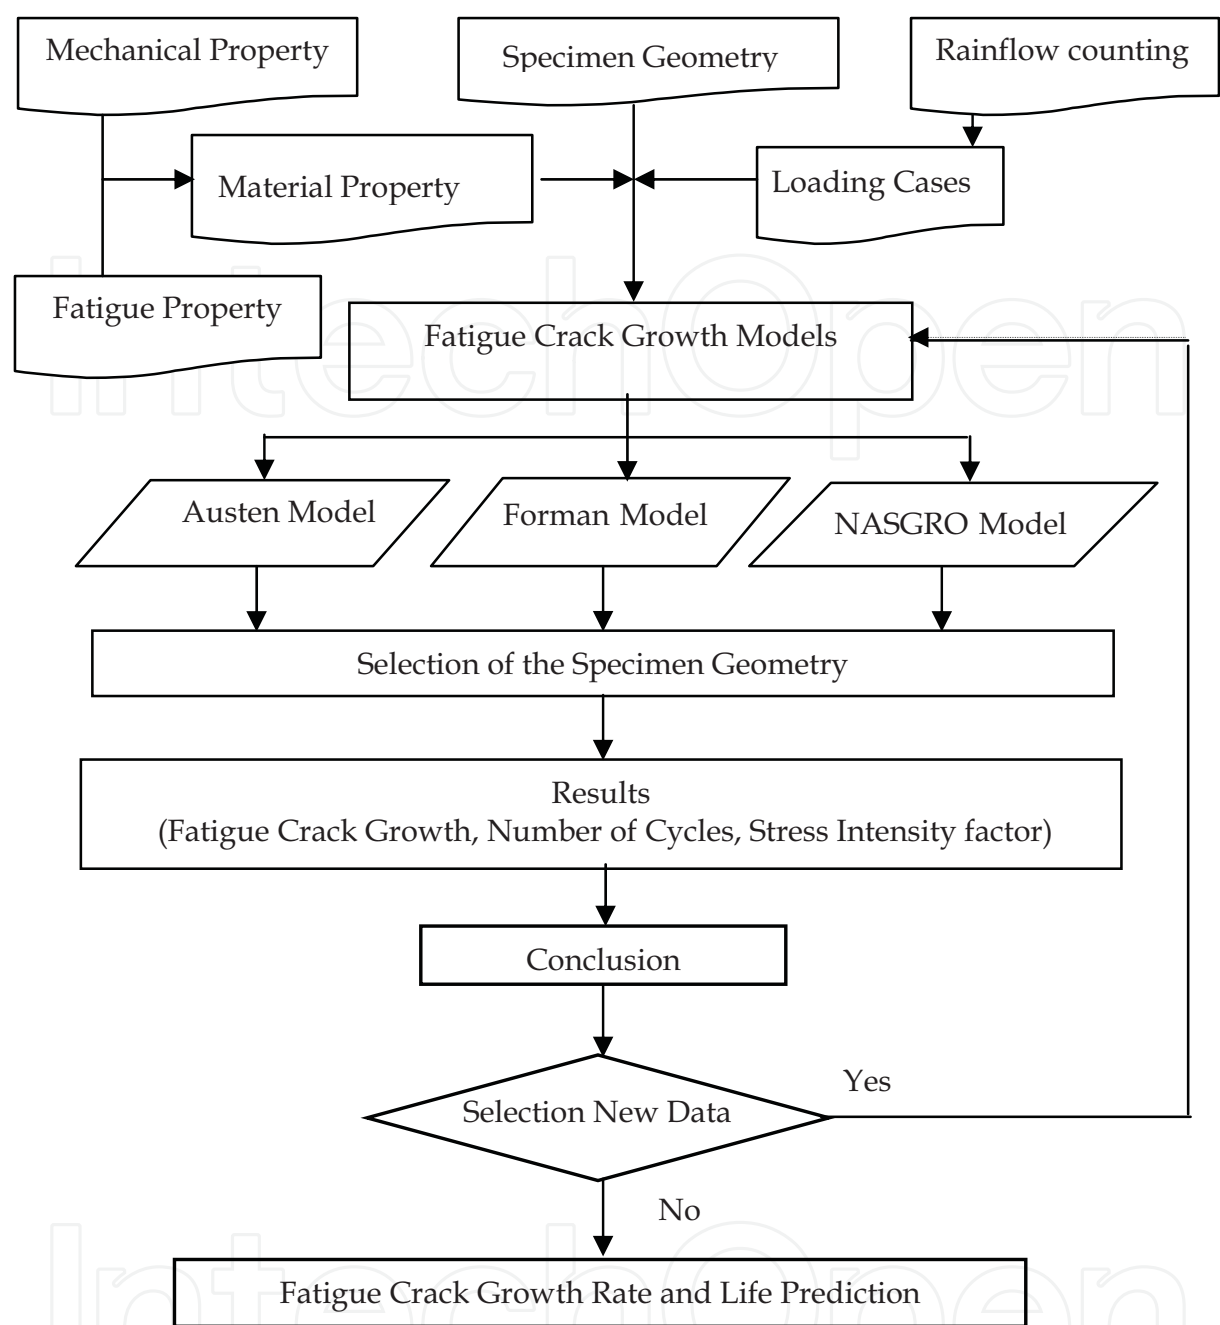 Mechanical Property
Specimen Geometry
Rainflow counting
Material Property
Loading Cases
Fatigue Property
Fatigue Crack Growth Models
Austen Model
Forman Model
NASGRO Model
Selection of the Specimen Geometry
Results
(Fatigue Crack Growth, Number of Cycles, Stress Intensity factor)
Conclusion
Selection New Data
Yes
No
Fatigue Crack Growth Rate and Life Prediction
IntechOpen
IntechOpen